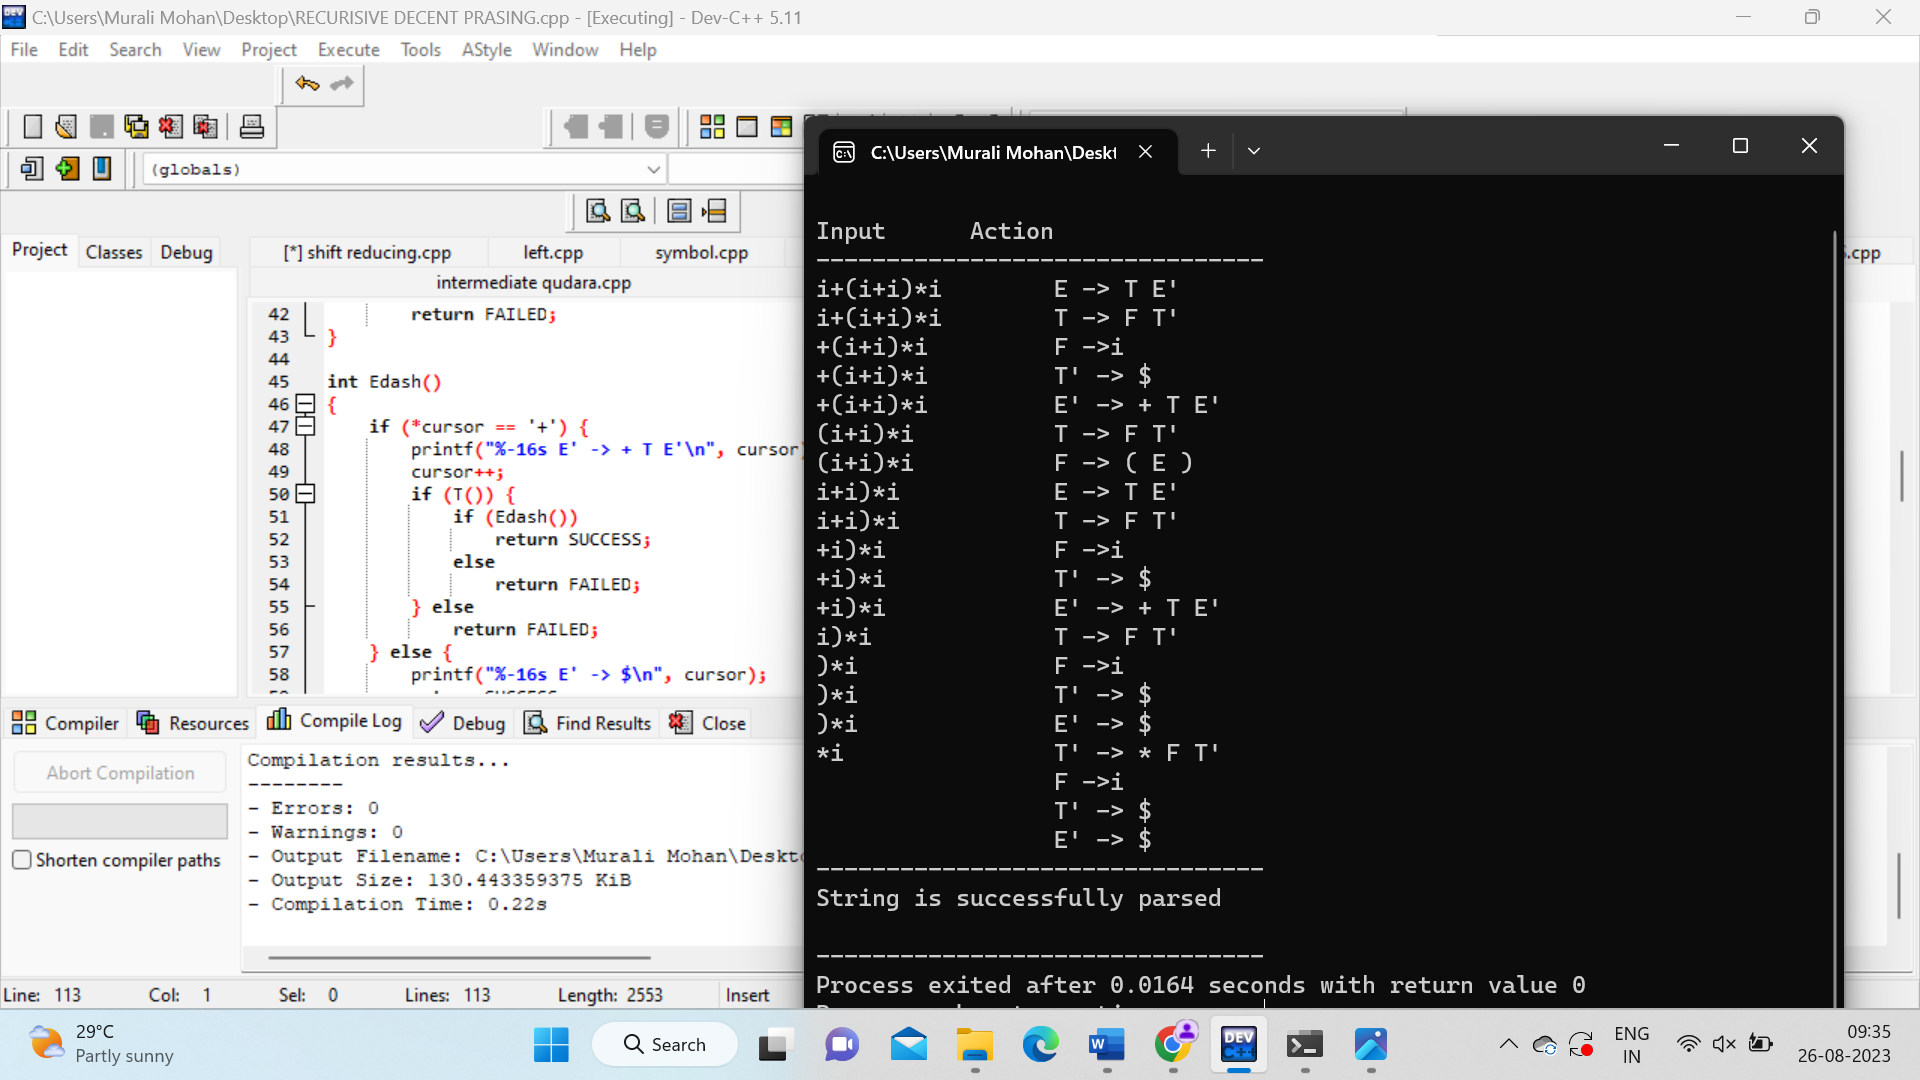 C:\Users\Murali Mohan\Desktop\RECURISIVE DECENT PRASING.cpp - [Executing] - Dev-C++ 5.11
File Edit Search View Project Execute Tools AStyle Window Help
(globals)
Project Classes Debug
[*] shift reducing.cpp left.cpp symbol.cpp .cpp
intermediate qudara.cpp
42 return FAILED;
43 }
44
45 int Edash()
46 {
47 if (*cursor == '+') {
48 printf("%-16s E' -> + T E'\n", cursor)
49 cursor++;
50 if (T()) {
51 if (Edash())
52 return SUCCESS;
53 else
54 return FAILED;
55 } else
56 return FAILED;
57 } else {
58 printf("%-16s E' -> $\n", cursor);
Compiler Resources Compile Log Debug Find Results Close
Abort Compilation
Shorten compiler paths
Compilation results...
--------
- Errors: 0
- Warnings: 0
- Output Filename: C:\Users\Murali Mohan\Deskto
- Output Size: 130.443359375 KiB
- Compilation Time: 0.22s
Line: 113 Col: 1 Sel: 0 Lines: 113 Length: 2553 Insert
C:\Users\Murali Mohan\Deskt
Input Action
--------------------------------
i+(i+i)*i E -> T E'
i+(i+i)*i T -> F T'
+(i+i)*i F ->i
+(i+i)*i T' -> $
+(i+i)*i E' -> + T E'
(i+i)*i T -> F T'
(i+i)*i F -> ( E )
i+i)*i E -> T E'
i+i)*i T -> F T'
+i)*i F ->i
+i)*i T' -> $
+i)*i E' -> + T E'
i)*i T -> F T'
)*i F ->i
)*i T' -> $
)*i E' -> $
*i T' -> * F T'
F ->i
T' -> $
E' -> $
--------------------------------
String is successfully parsed
--------------------------------
Process exited after 0.0164 seconds with return value 0
29°C
Partly sunny
Search
ENG
IN
09:35
26-08-2023